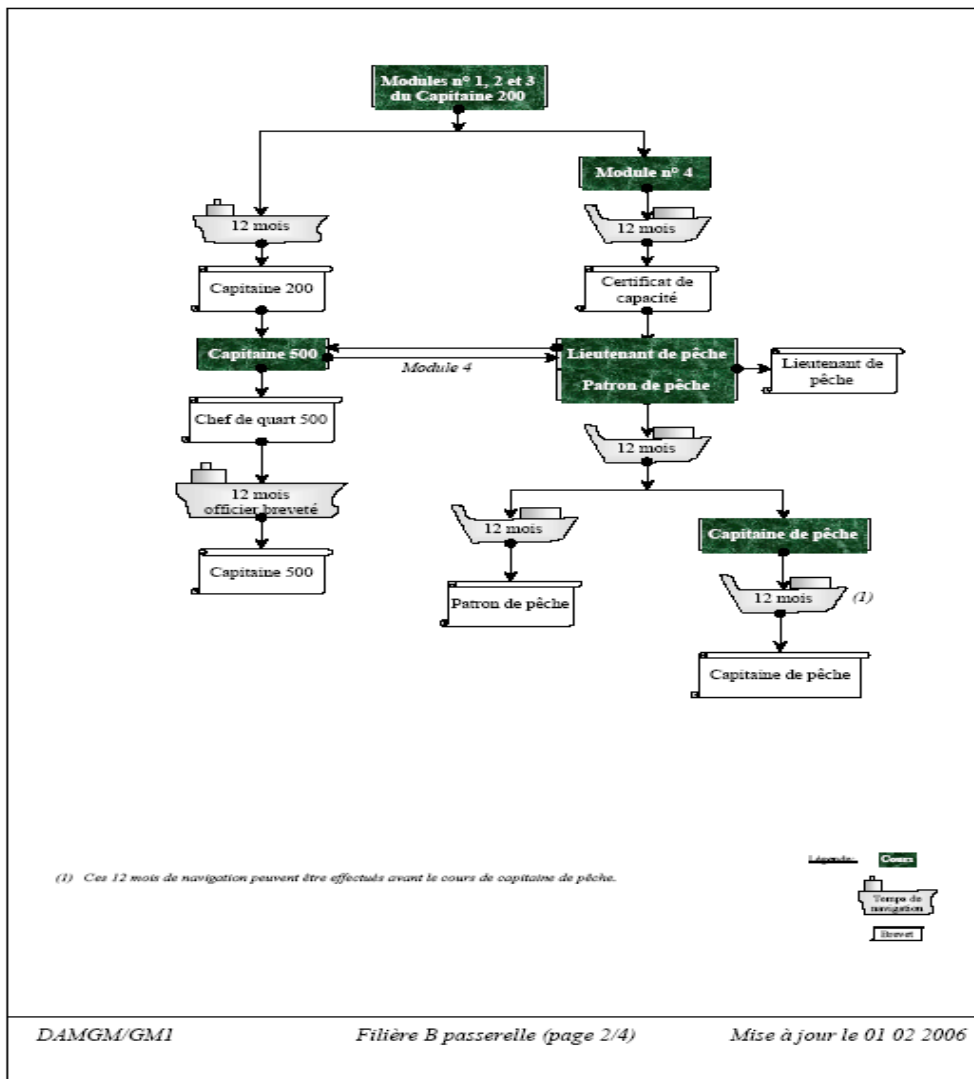 Modules n° 1, 2 et 3
du Capitaine 200
Module n° 4
12 mois
12 mois
Capitaine 200
Certificat de
capacité
Capitaine 500
Module 4
Lieutenant de pêche
Patron de pêche
Lieutenant de
pêche
Chef de quart 500
12 mois
12 mois
officier breveté
12 mois
Capitaine de pêche
Capitaine 500
Patron de pêche
12 mois
(1)
Capitaine de pêche
Légende:
Cours
(1) Ces 12 mois de navigation peuvent être effectués avant le cours de capitaine de pêche.
Temps de
navigation
Brevet
DAMGM/GM1
Filière B passerelle (page 2/4)
Mise à jour le 01 02 2006